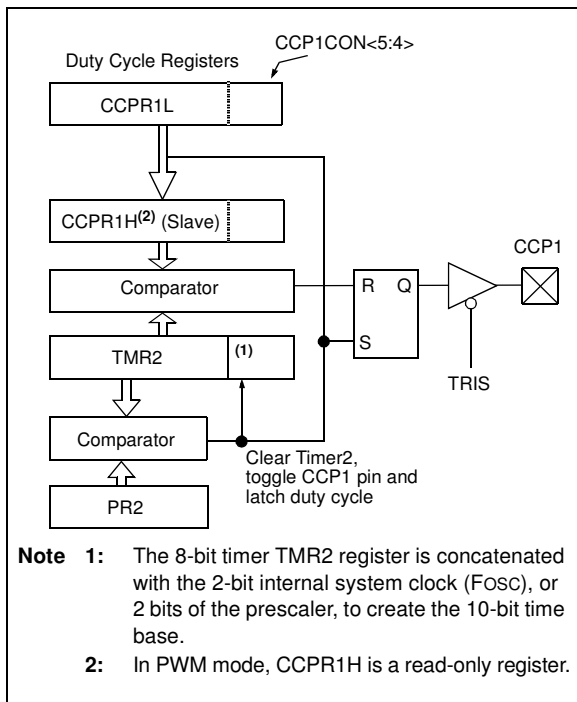 CCP1CON<5:4>
Duty Cycle Registers
CCPR1L
CCPR1H(2) (Slave)
CCP1
Comparator
R Q
S
TMR2
(1)
TRIS
Comparator
Clear Timer2,
toggle CCP1 pin and
latch duty cycle
PR2
Note 1: The 8-bit timer TMR2 register is concatenated
with the 2-bit internal system clock (FOSC), or
2 bits of the prescaler, to create the 10-bit time
base.
2: In PWM mode, CCPR1H is a read-only register.